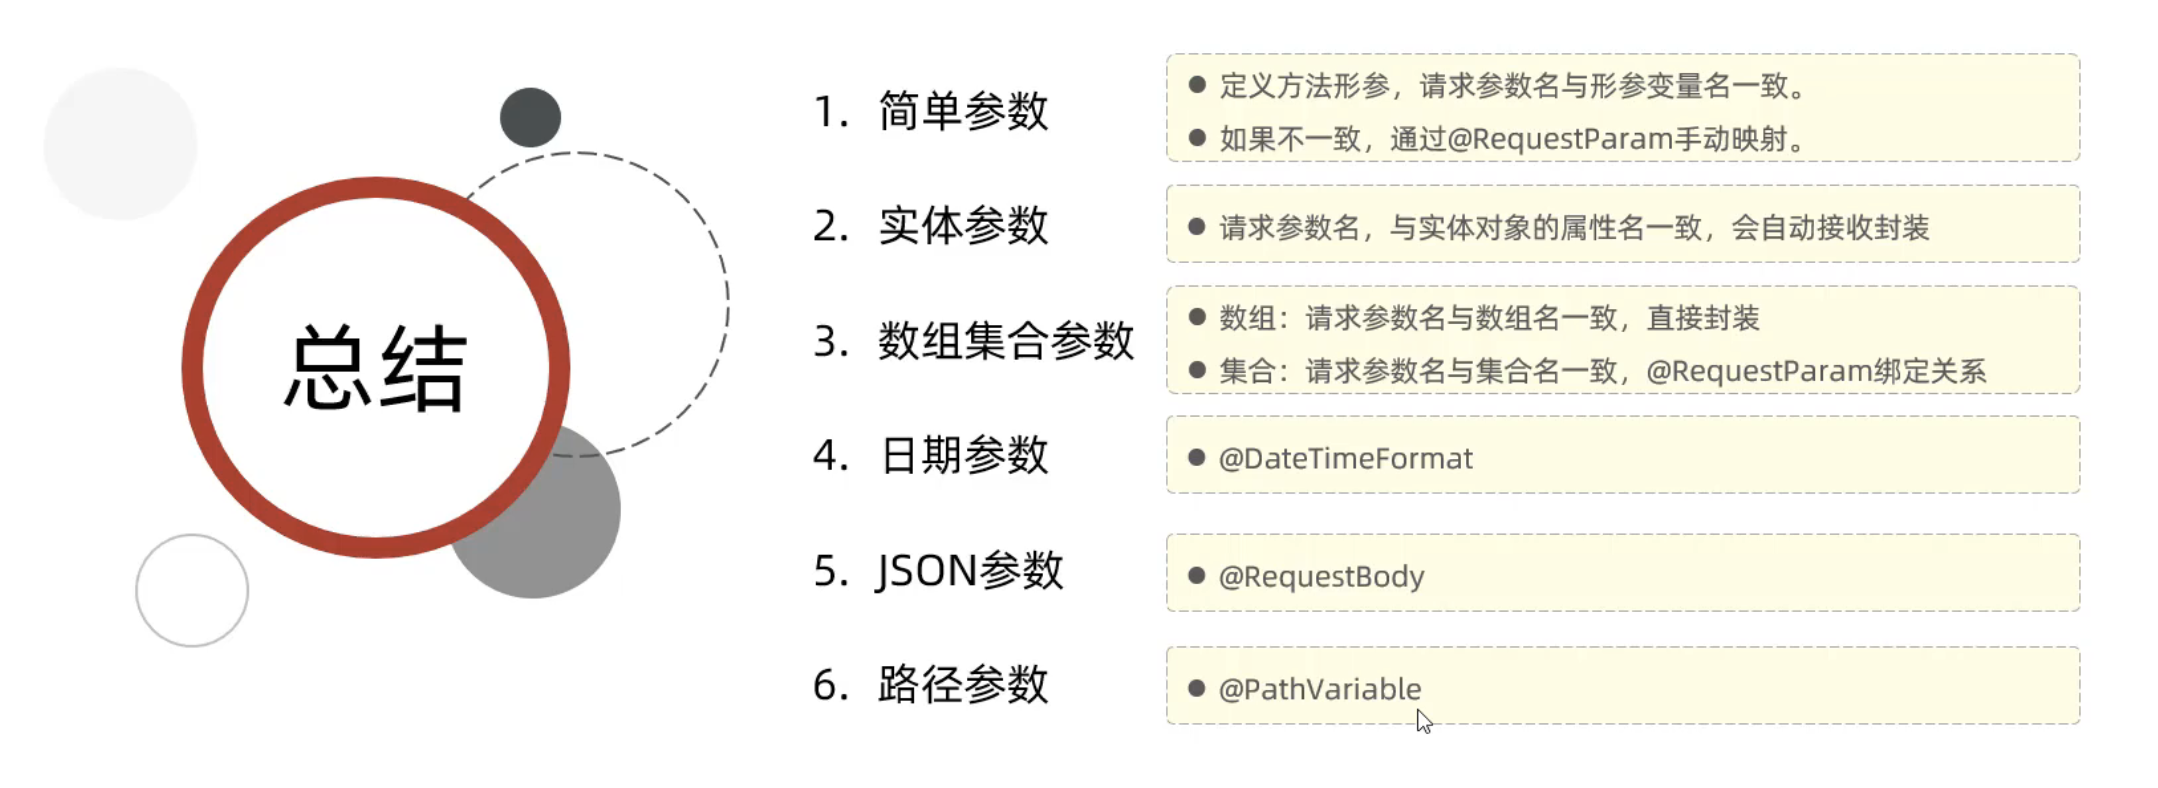 总结
1. 简单参数
● 定义方法形参，请求参数名与形参变量名一致。
● 如果不一致，通过@RequestParam手动映射。
2. 实体参数
● 请求参数名，与实体对象的属性名一致，会自动接收封装
3. 数组集合参数
● 数组：请求参数名与数组名一致，直接封装
● 集合：请求参数名与集合名一致，@RequestParam绑定关系
4. 日期参数
● @DateTimeFormat
5. JSON参数
● @RequestBody
6. 路径参数
● @PathVariable